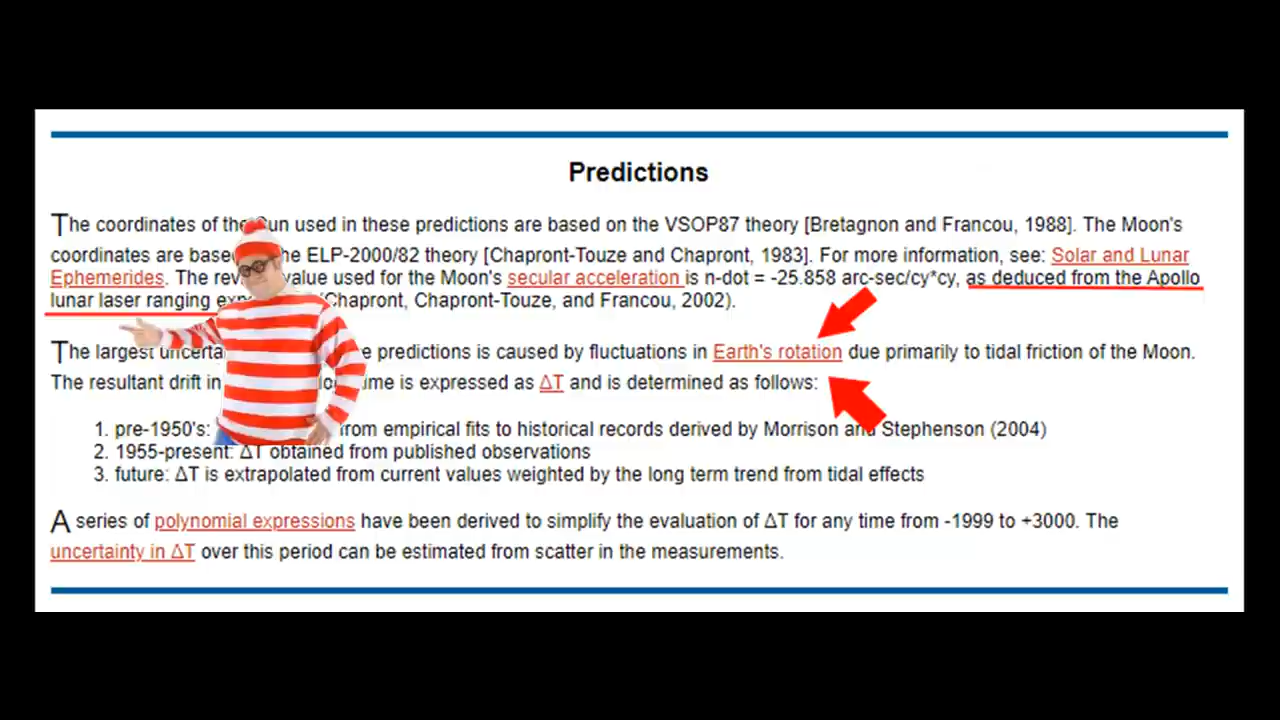 Predictions
The coordinates of the Sun used in these predictions are based on the VSOP87 theory [Bretagnon and Francou, 1988]. The Moon's
coordinates are based the ELP-2000/82 theory [Chapront-Touze and Chapront, 1983]. For more information, see: Solar and Lunar
Ephemerides. The value used for the Moon's secular acceleration is n-dot = -25.858 arc-sec/cy*cy, as deduced from the Apollo
lunar laser ranging (Chapront, Chapront-Touze, and Francou, 2002).
The largest predictions is caused by fluctuations in Earth's rotation due primarily to tidal friction of the Moon.
The resultant drift in time is expressed as ΔT and is determined as follows:
1. pre-1950's: from empirical fits to historical records derived by Morrison and Stephenson (2004)
2. 1955-present: ΔT obtained from published observations
3. future: ΔT is extrapolated from current values weighted by the long term trend from tidal effects
A series of polynomial expressions have been derived to simplify the evaluation of ΔT for any time from -1999 to +3000. The
uncertainty in ΔT over this period can be estimated from scatter in the measurements.